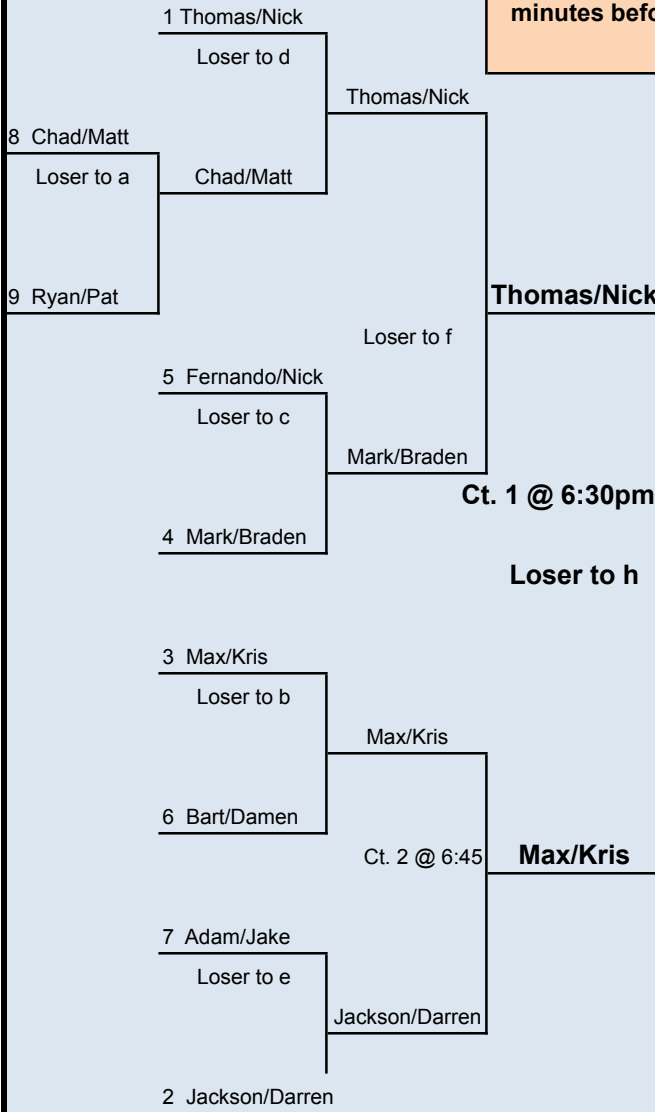 minutes befo
1 Thomas/Nick
Loser to d
Thomas/Nick
8 Chad/Matt
Loser to a
Chad/Matt
9 Ryan/Pat
Thomas/Nick
Loser to f
5 Fernando/Nick
Loser to c
Mark/Braden
Ct. 1 @ 6:30pm
4 Mark/Braden
Loser to h
3 Max/Kris
Loser to b
Max/Kris
6 Bart/Damen
Ct. 2 @ 6:45
Max/Kris
7 Adam/Jake
Loser to e
Jackson/Darren
2 Jackson/Darren